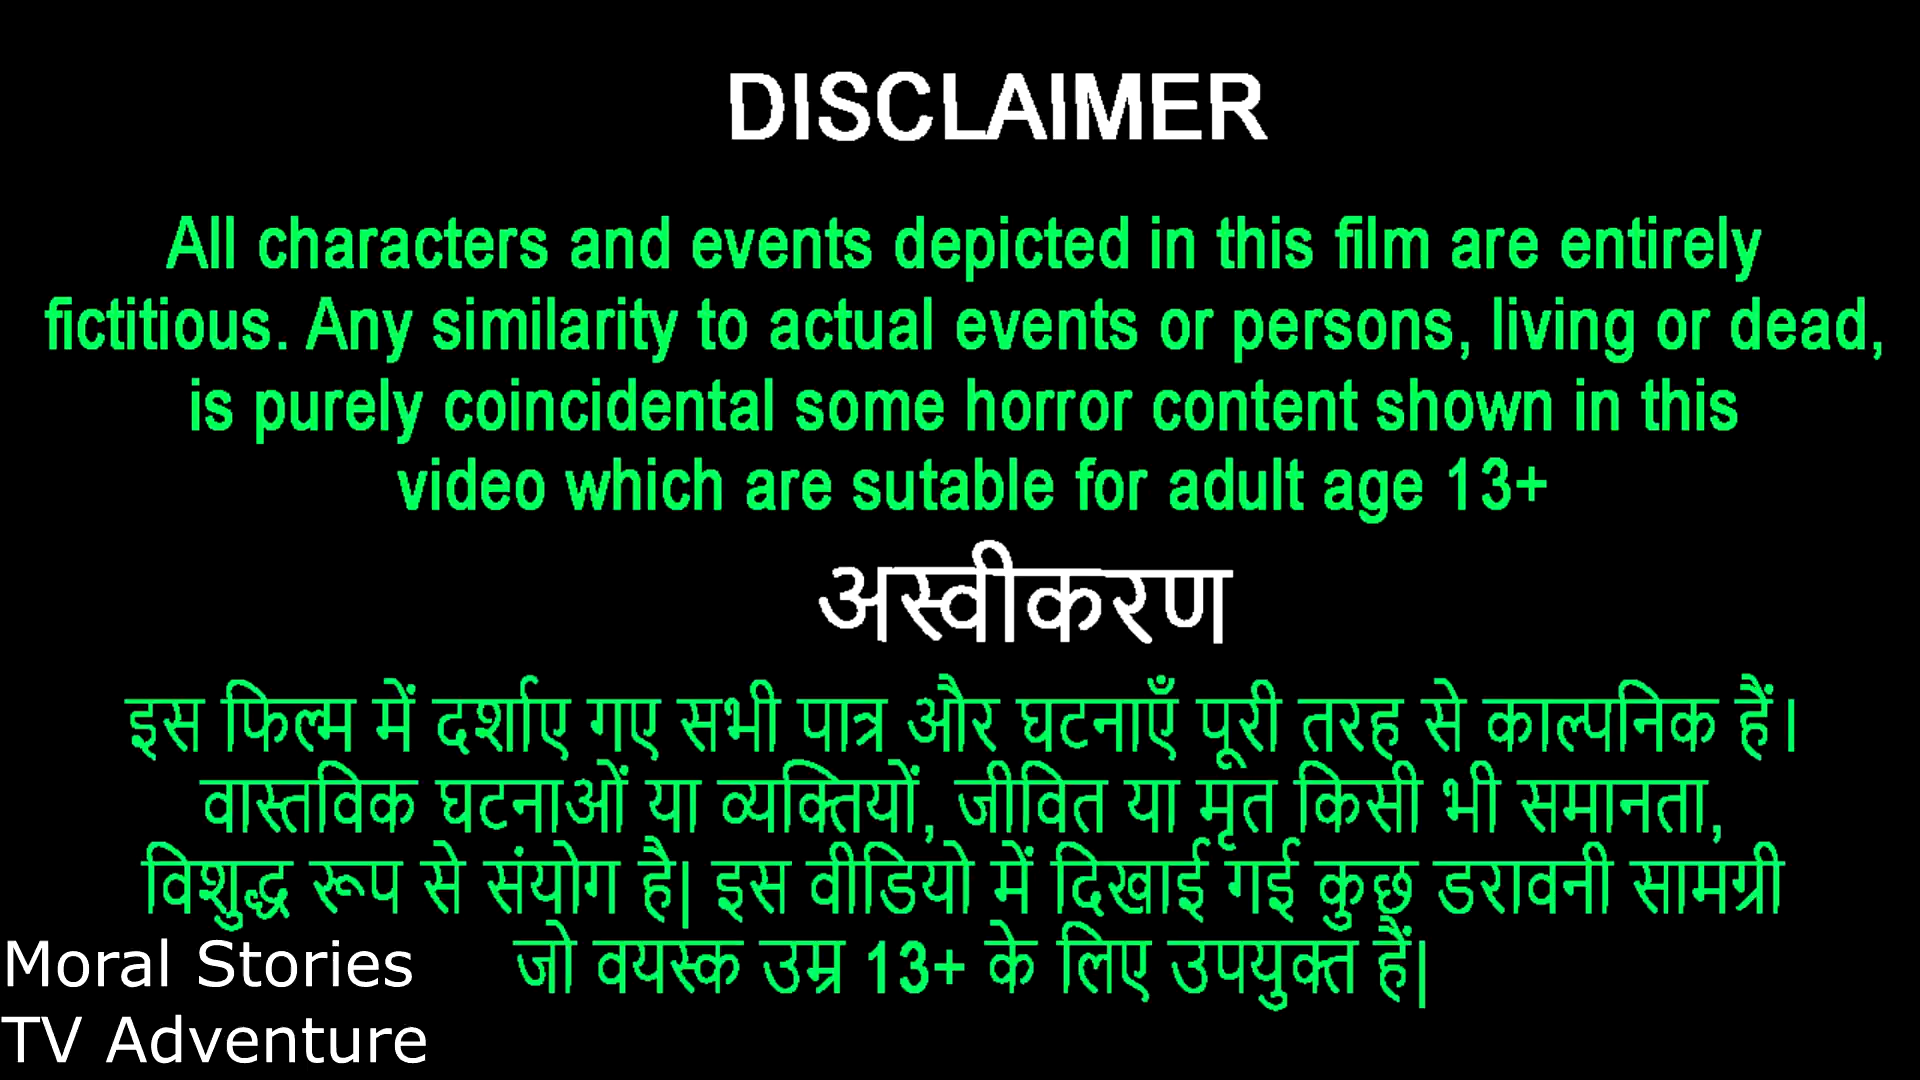 DISCLAIMER
All characters and events depicted in this film are entirely
fictitious. Any similarity to actual events or persons, living or dead,
is purely coincidental some horror content shown in this
video which are sutable for adult age 13+
अस्वीकरण
इस फिल्म में दर्शाए गए सभी पात्र और घटनाएँ पूरी तरह से काल्पनिक हैं।
वास्तविक घटनाओं या व्यक्तियों, जीवित या मृत किसी भी समानता,
विशुद्ध रूप से संयोग है| इस वीडियो में दिखाई गई कुछ डरावनी सामग्री
जो वयस्क उम्र 13+ के लिए उपयुक्त हैं|
Moral Stories
TV Adventure